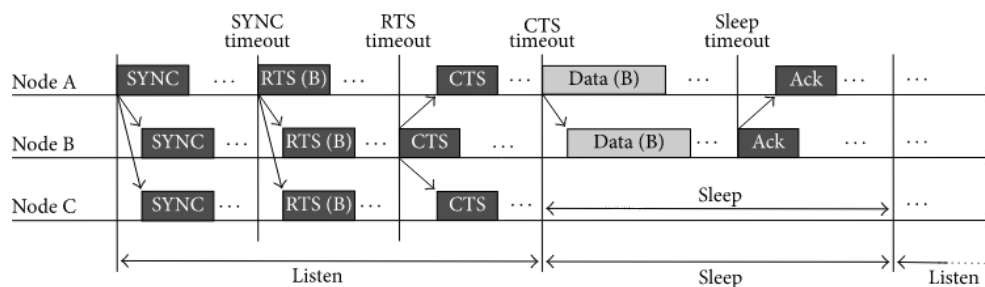 SYNC timeout
RTS timeout
CTS timeout
Sleep timeout
Node A SYNC ... RTS (B) ... CTS ... Data (B) ... Ack ... ...
Node B SYNC ... RTS (B) ... CTS ... Data (B) ... Ack ...
Node C SYNC ... RTS (B) ... CTS ... Sleep ...
Listen Sleep Listen